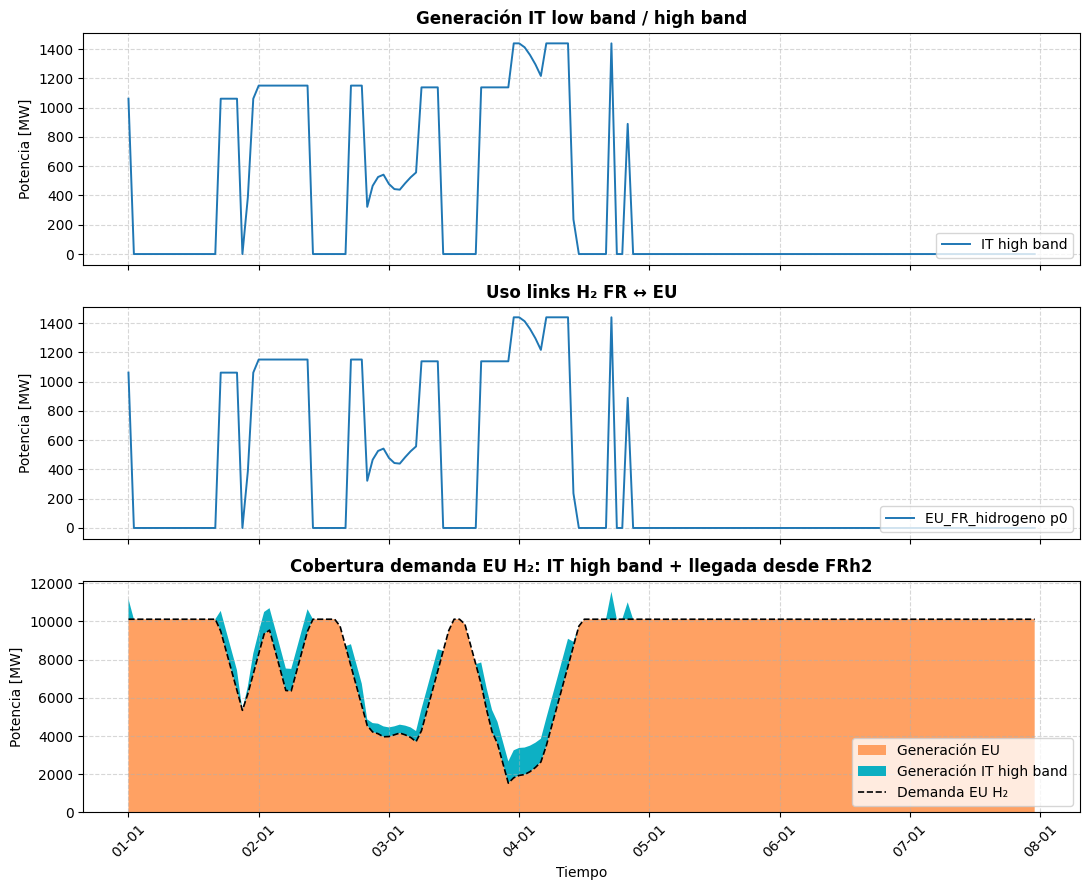 Generación IT low band / high band
Potencia [MW]
1400
1200
1000
800
600
400
200
0
IT high band
Uso links H₂ FR ↔ EU
Potencia [MW]
1400
1200
1000
800
600
400
200
0
EU_FR_hidrogeno p0
Cobertura demanda EU H₂: IT high band + llegada desde FRh2
Potencia [MW]
12000
10000
8000
6000
4000
2000
0
Generación EU
Generación IT high band
Demanda EU H₂
01-01
02-01
03-01
04-01
05-01
06-01
07-01
08-01
Tiempo